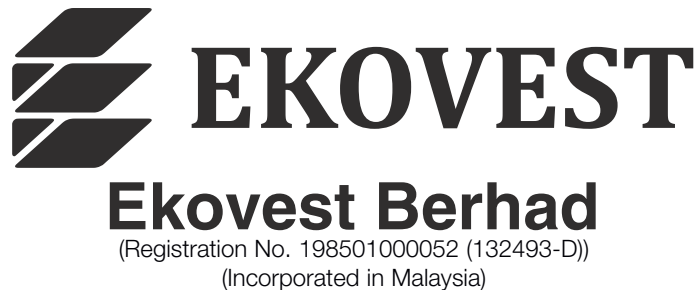 EKOVEST
Ekovest Berhad
(Registration No. 198501000052 (132493-D))
(Incorporated in Malaysia)